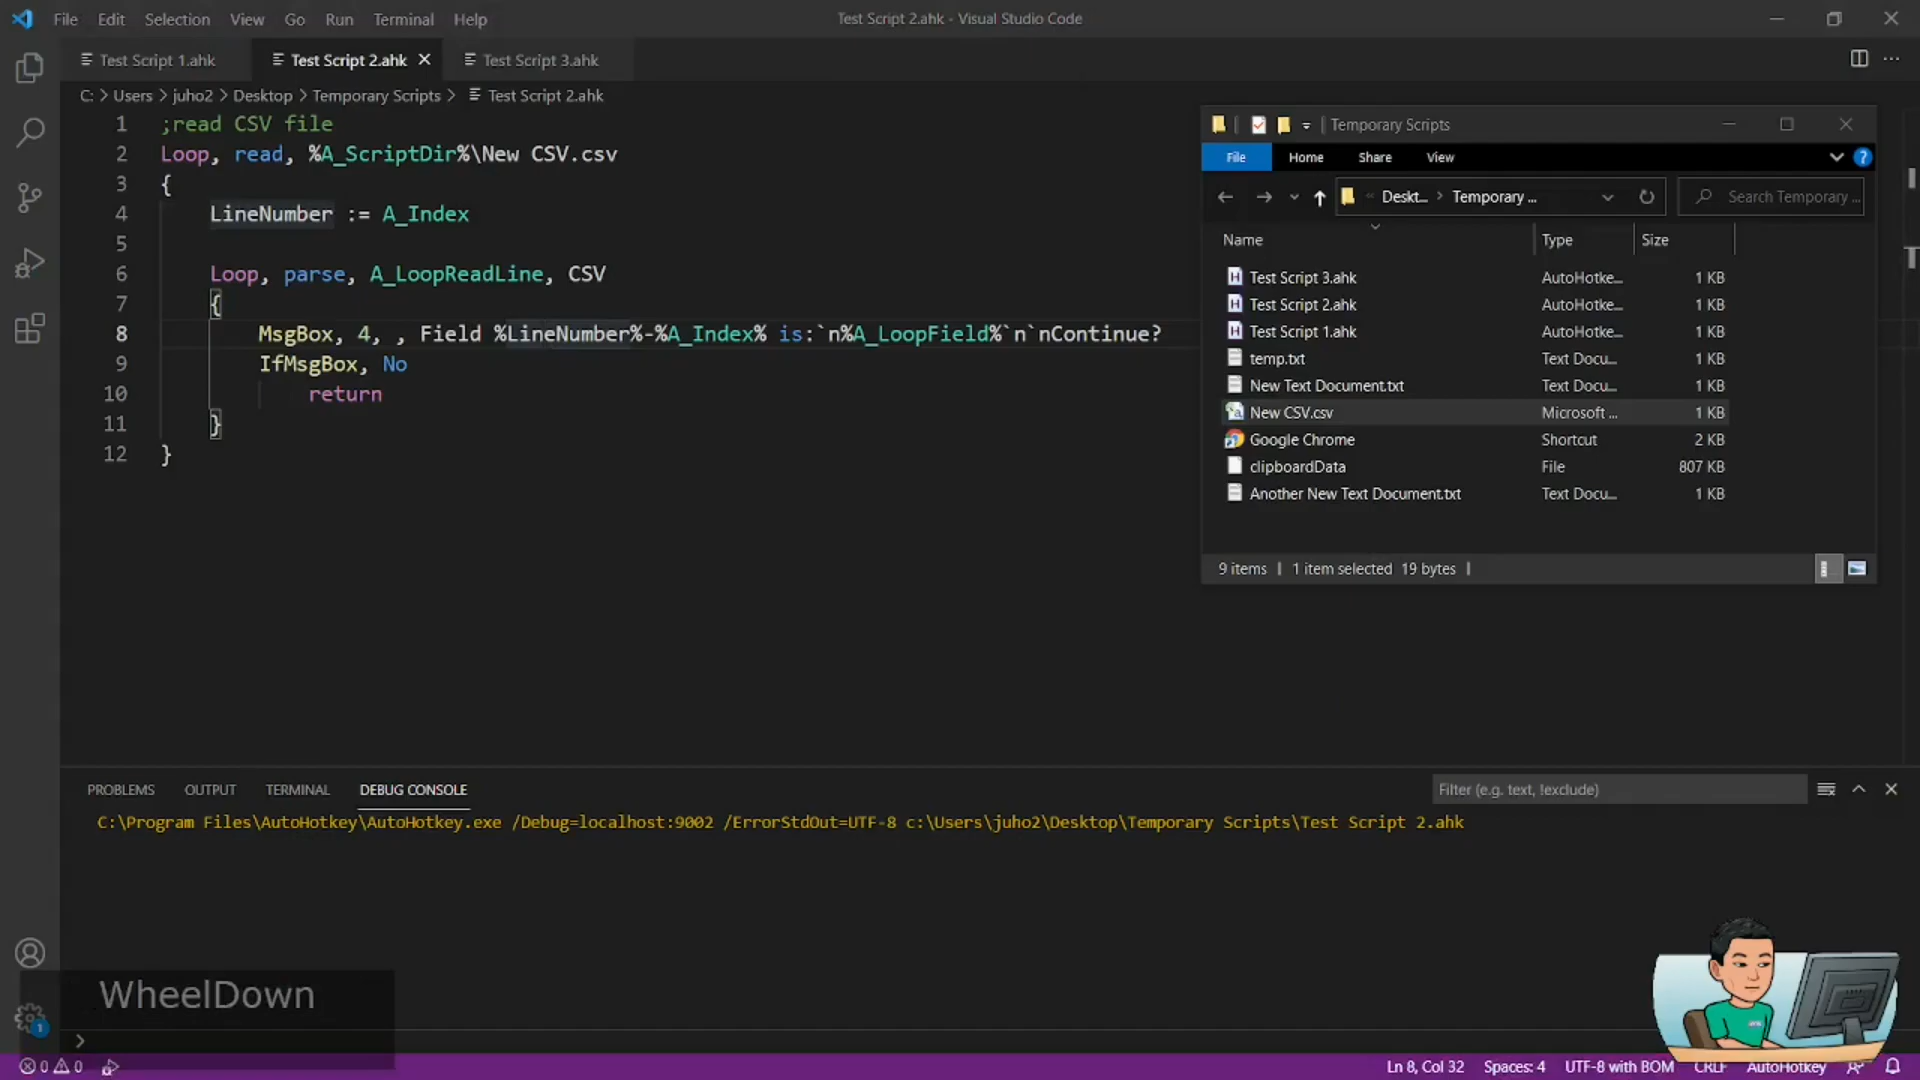 File Edit Selection View Go Run Terminal Help
Test Script 2.ahk - Visual Studio Code
Test Script 1.ahk
Test Script 2.ahk
Test Script 3.ahk
C: > Users > juho2 > Desktop > Temporary Scripts > Test Script 2.ahk
1 ;read CSV file
2 Loop, read, %A_ScriptDir%\New CSV.csv
3 {
4 LineNumber := A_Index
5
6 Loop, parse, A_LoopReadLine, CSV
7 {
8 MsgBox, 4, , Field %LineNumber%-%A_Index% is:`n%A_LoopField%`n`nContinue?
9 IfMsgBox, No
10 return
11 }
12 }
Temporary Scripts
File Home Share View
Deskt... > Temporary ...
Search Temporary ...
Name Type Size
Test Script 3.ahk AutoHotke... 1 KB
Test Script 2.ahk AutoHotke... 1 KB
Test Script 1.ahk AutoHotke... 1 KB
temp.txt Text Docu... 1 KB
New Text Document.txt Text Docu... 1 KB
New CSV.csv Microsoft ... 1 KB
Google Chrome Shortcut 2 KB
clipboardData File 807 KB
Another New Text Document.txt Text Docu... 1 KB
9 items | 1 item selected 19 bytes |
PROBLEMS OUTPUT TERMINAL DEBUG CONSOLE
Filter (e.g. text, !exclude)
C:\Program Files\AutoHotkey\AutoHotkey.exe /Debug=localhost:9002 /ErrorStdOut=UTF-8 c:\Users\juho2\Desktop\Temporary Scripts\Test Script 2.ahk
WheelDown
1
>
0 0
Ln 8, Col 32 Spaces: 4 UTF-8 with BOM CRLF AutoHotkey